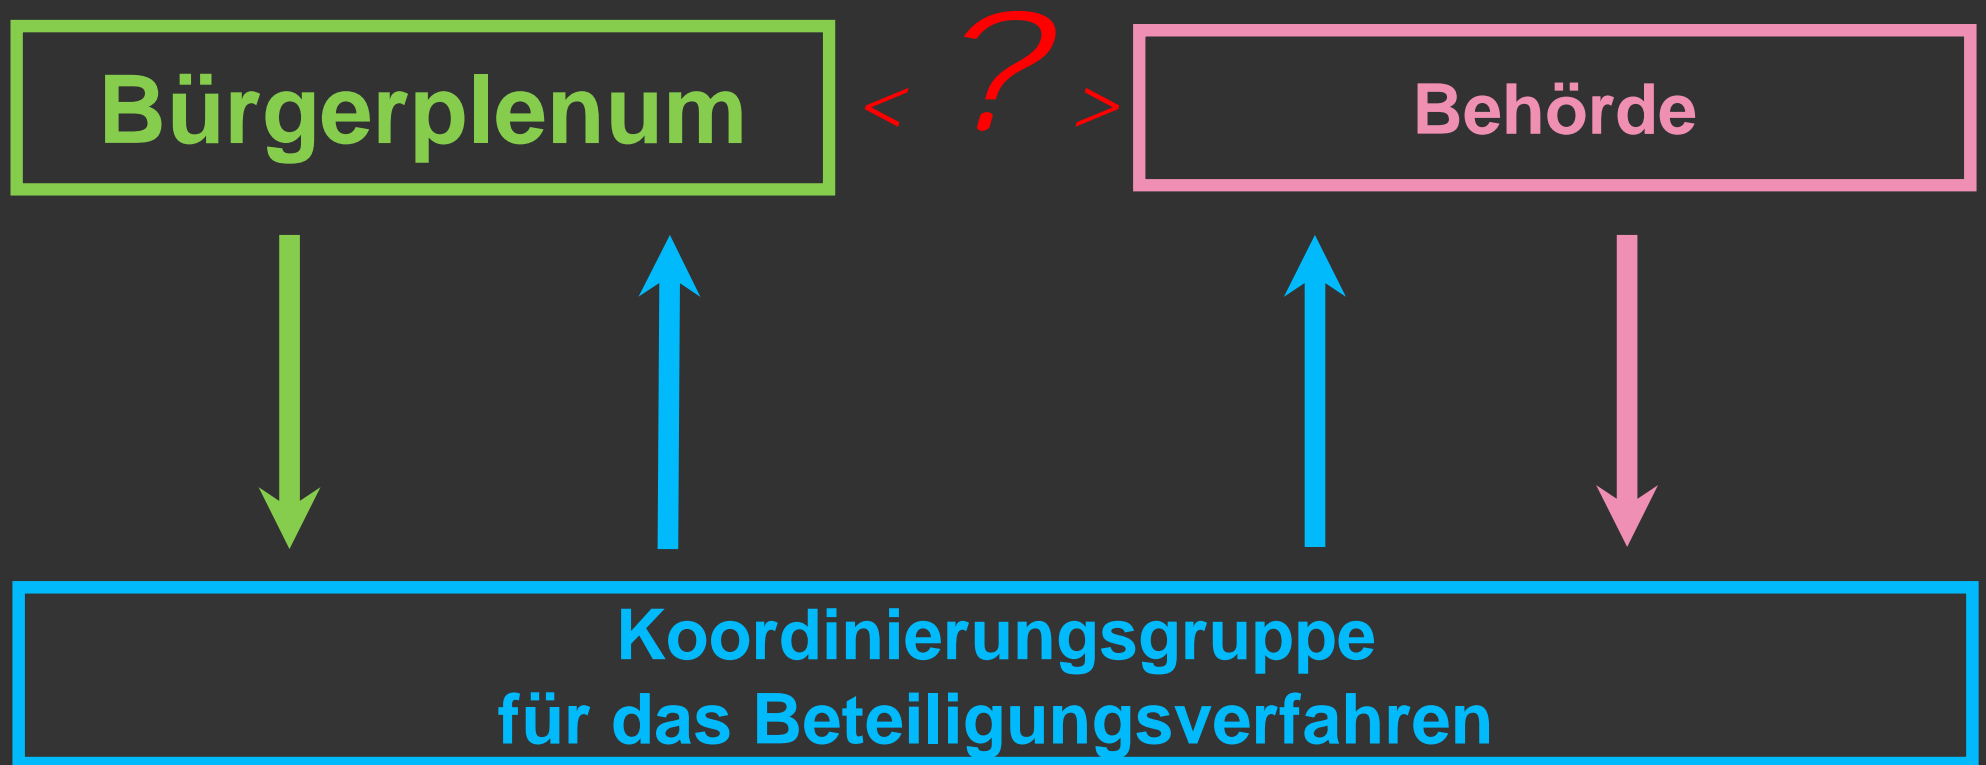 Bürgerplenum < ? > Behörde
Koordinierungsgruppe
für das Beteiligungsverfahren